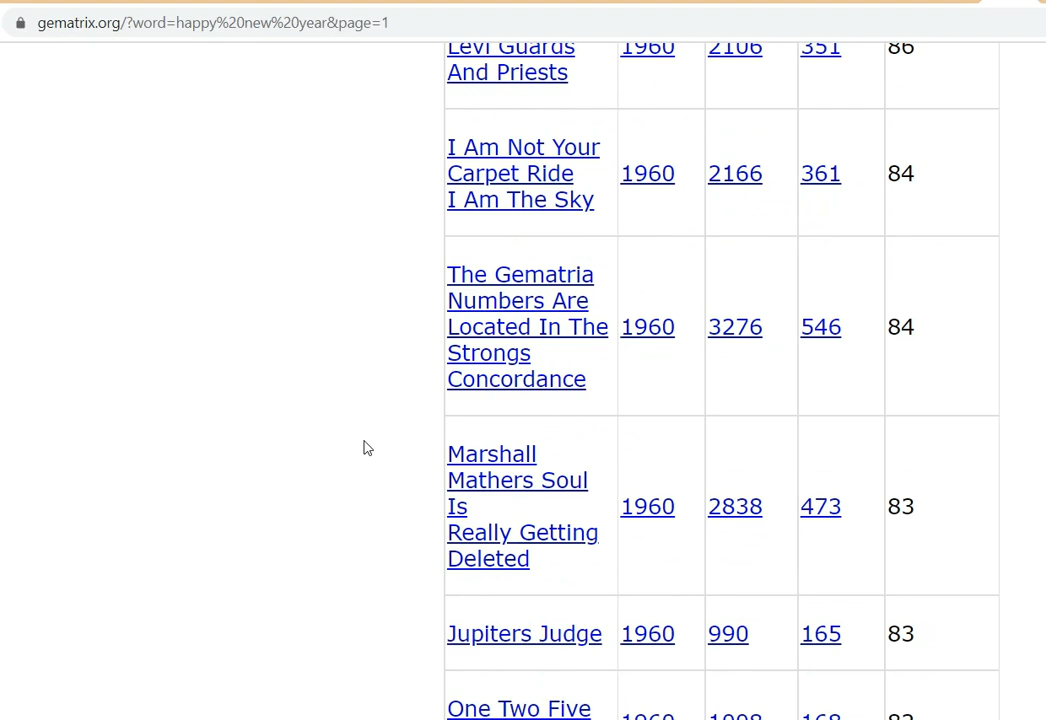 gematrix.org/?word=happy%20new%20year&page=1
Levi Guards
And Priests
1960
2106
351
86
I Am Not Your
Carpet Ride
I Am The Sky
1960
2166
361
84
The Gematria
Numbers Are
Located In The
Strongs
Concordance
1960
3276
546
84
Marshall
Mathers Soul
Is
Really Getting
Deleted
1960
2838
473
83
Jupiters Judge
1960
990
165
83
One Two Five
1960
1008
168